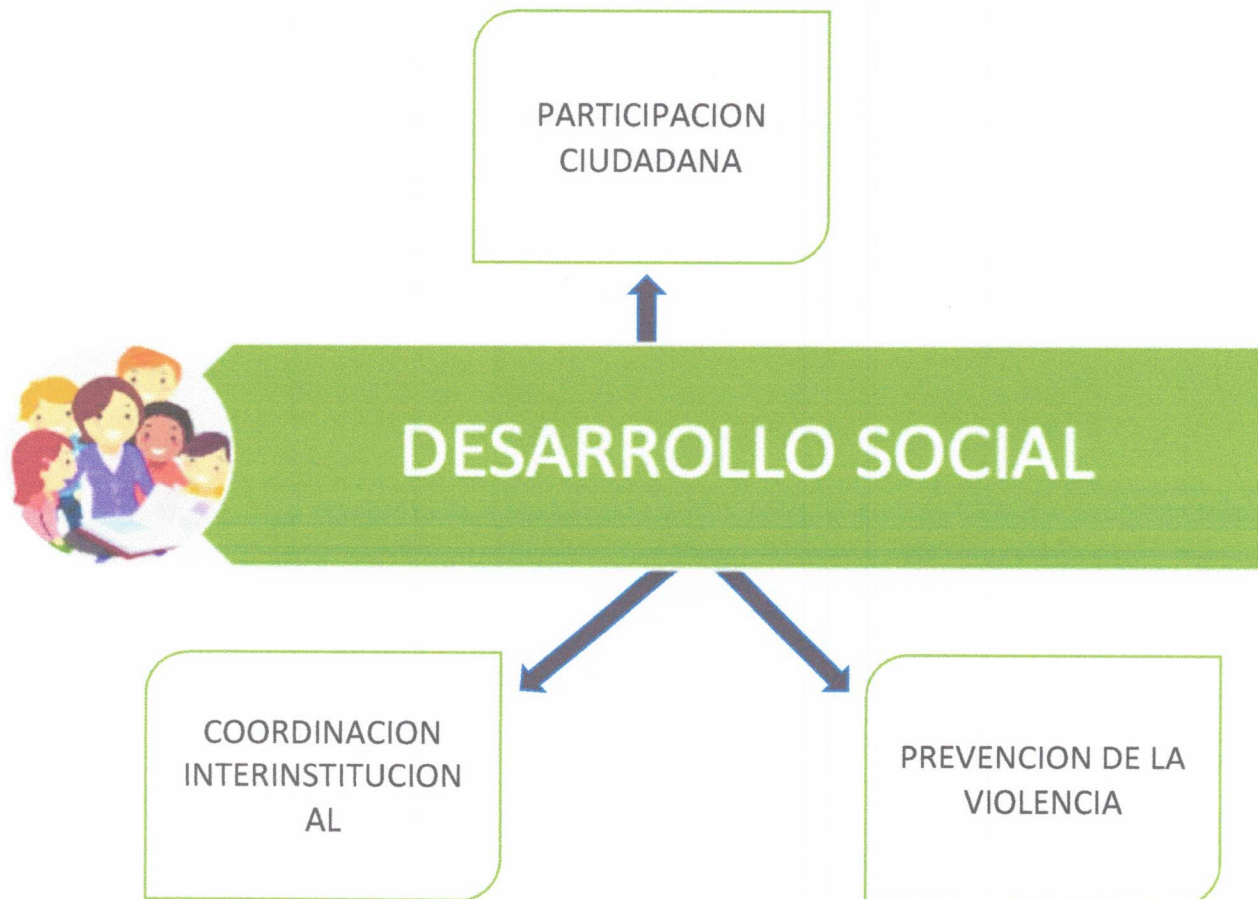 PARTICIPACION
CIUDADANA
DESARROLLO SOCIAL
COORDINACION
INTERINSTITUCION
AL
PREVENCION DE LA
VIOLENCIA